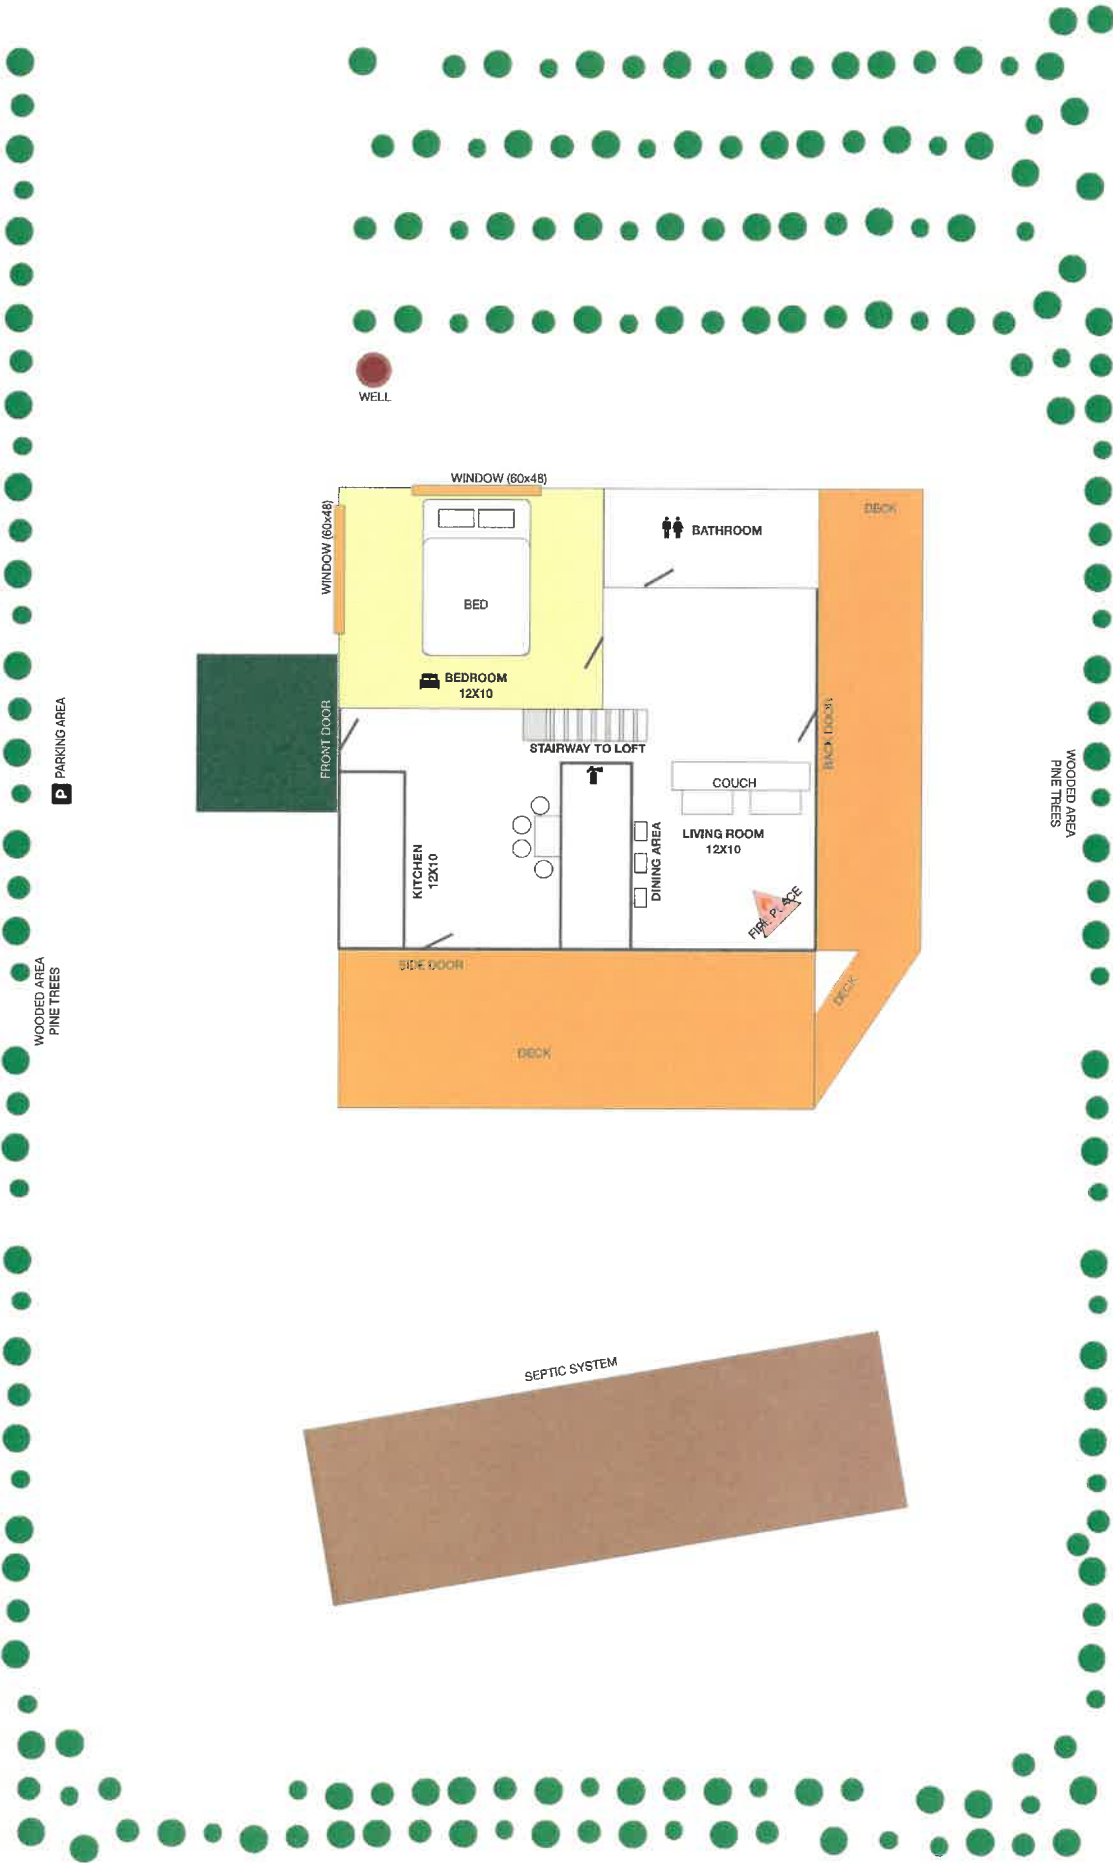 WELL
WINDOW (60x48)
WINDOW (60x48)
DECK
BATHROOM
BED
BEDROOM
12X10
P PARKING AREA
FRONT DOOR
STAIRWAY TO LOFT
BACK DOOR
WOODED AREA
PINE TREES
COUCH
LIVING ROOM
12X10
KITCHEN
12X10
DINING AREA
FIRE PLACE
SIDE DOOR
WOODED AREA
PINE TREES
DECK
DECK
SEPTIC SYSTEM